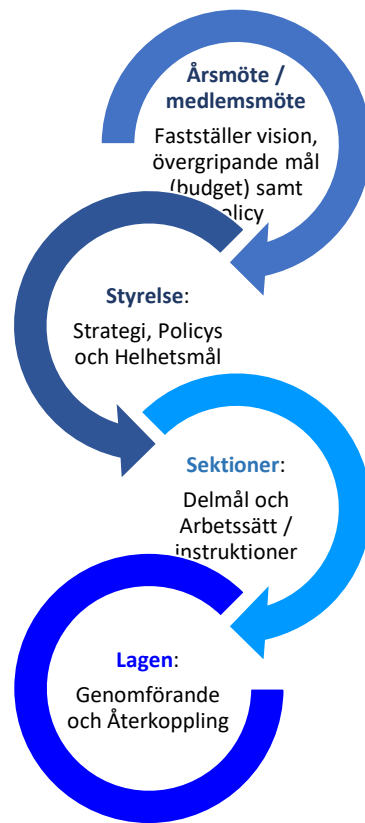 Årsmöte /
medlemsmöte
Fastställer vision,
övergripande mål
(budget) samt
policy
Styrelse:
Strategi, Policys
och Helhetsmål
Sektioner:
Delmål och
Arbetssätt /
instruktioner
Lagen:
Genomförande
och Återkoppling